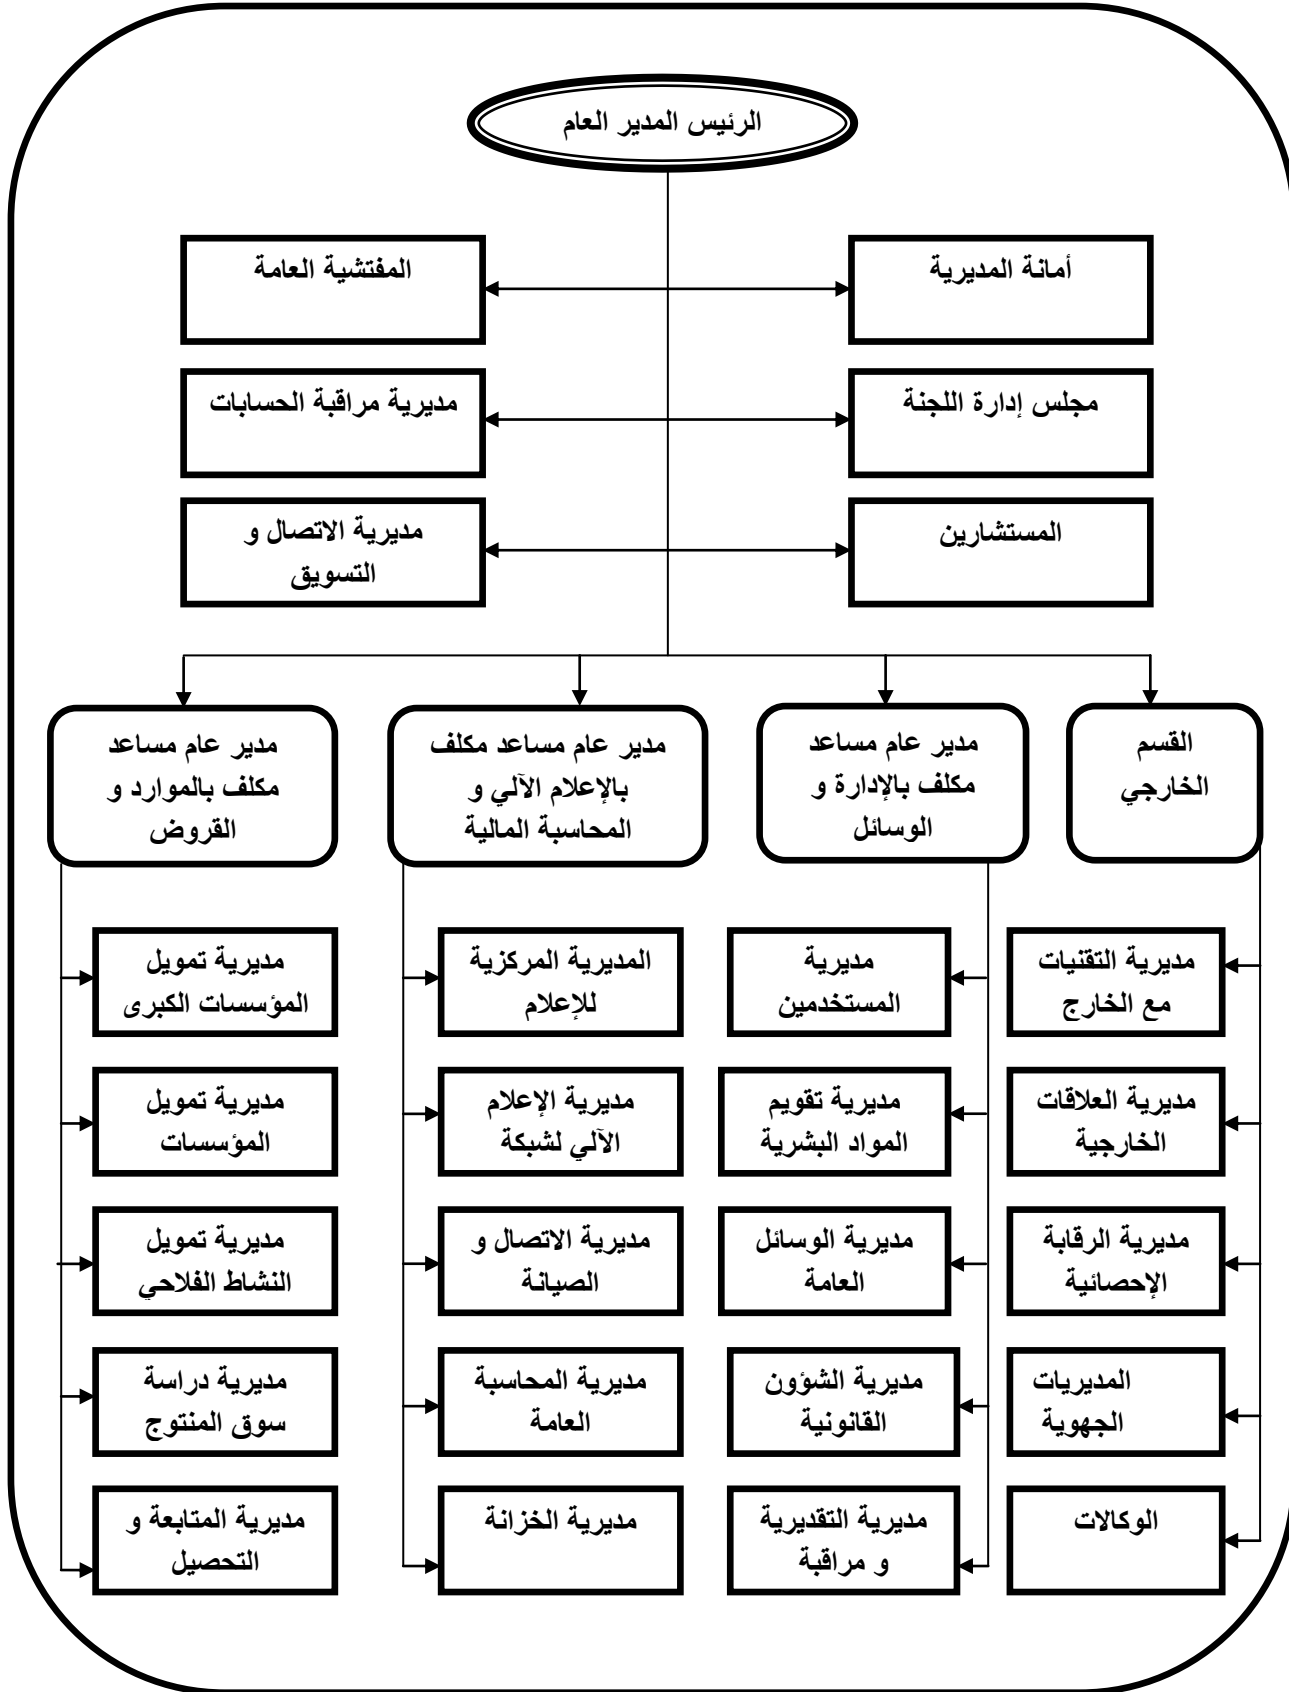 الرئيس المدير العام
أمانة المديرية
المفتشية العامة
مجلس إدارة اللجنة
مديرية مراقبة الحسابات
المستشارين
مديرية الاتصال و
التسويق
القسم
الخارجي
مدير عام مساعد
مكلف بالإدارة و
الوسائل
مدير عام مساعد مكلف
بالإعلام الآلي و
المحاسبة المالية
مدير عام مساعد
مكلف بالموارد و
القروض
مديرية التقنيات
مع الخارج
مديرية
المستخدمين
المديرية المركزية
للإعلام
مديرية تمويل
المؤسسات الكبرى
مديرية العلاقات
الخارجية
مديرية تقويم
المواد البشرية
مديرية الإعلام
الآلي لشبكة
مديرية تمويل
المؤسسات
مديرية الرقابة
الإحصائية
مديرية الوسائل
العامة
مديرية الاتصال و
الصيانة
مديرية تمويل
النشاط الفلاحي
المديريات
الجهوية
مديرية الشؤون
القانونية
مديرية المحاسبة
العامة
مديرية دراسة
سوق المنتوج
الوكالات
مديرية التقديرية
و مراقبة
مديرية الخزانة
مديرية المتابعة و
التحصيل